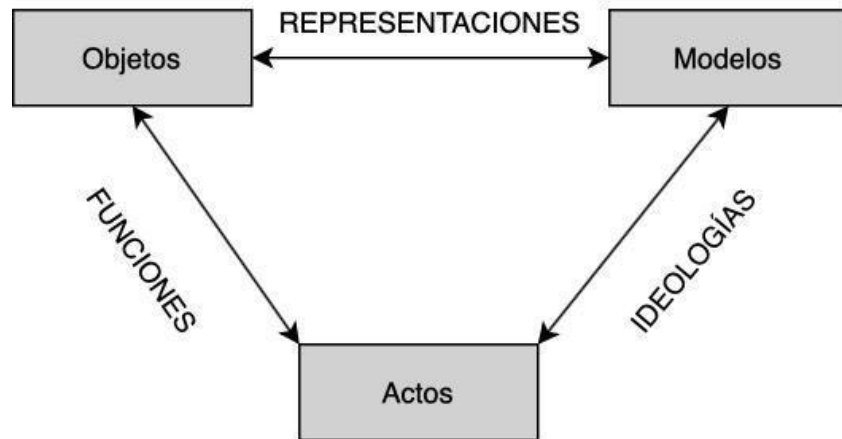 REPRESENTACIONES
Objetos
Modelos
FUNCIONES
IDEOLOGÍAS
Actos